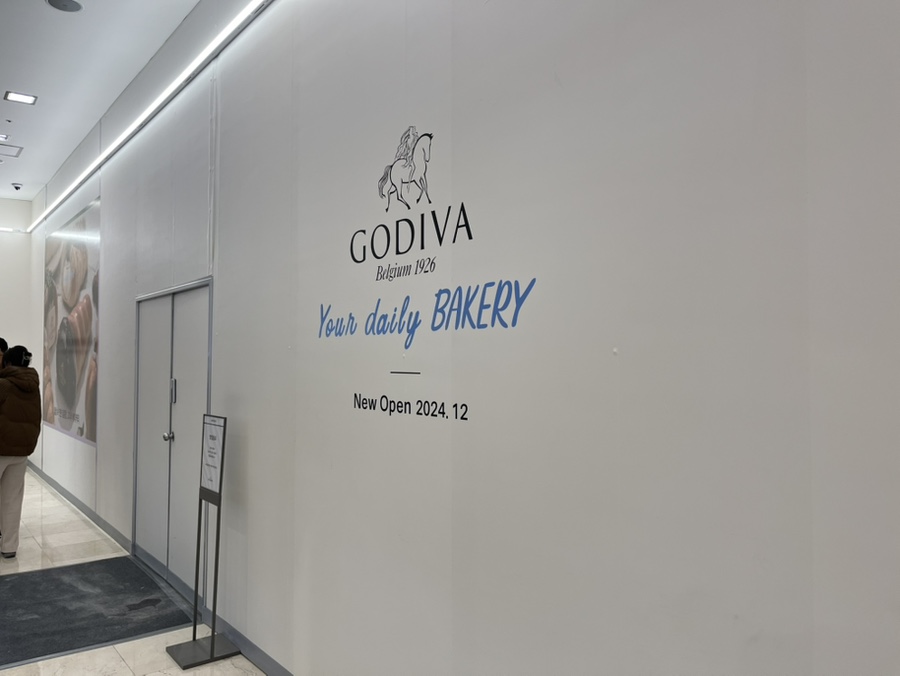 GODIVA
Belgium 1926
Your daily BAKERY
New Open 2024. 12